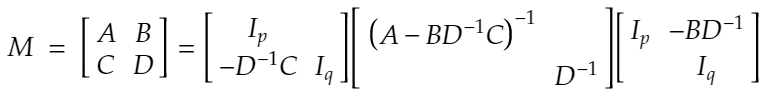 M = [ A B ; C D ] = [ I_p ; -D^{-1}C I_q ] [ (A - BD^{-1}C)^{-1} ; D^{-1} ] [ I_p -BD^{-1} ; I_q ]